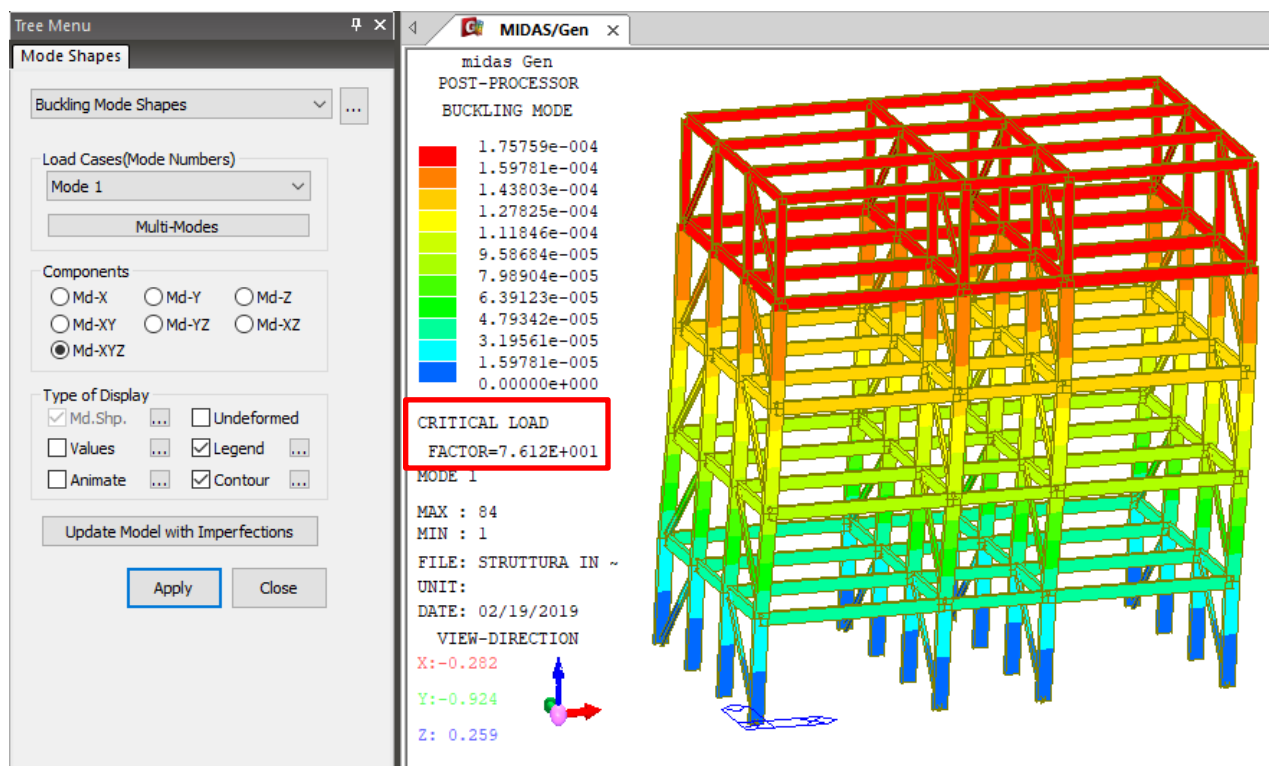 Tree Menu
Mode Shapes
Buckling Mode Shapes
...
Load Cases(Mode Numbers)
Mode 1
Multi-Modes
Components
Md-X Md-Y Md-Z
Md-XY Md-YZ Md-XZ
Md-XYZ
Type of Display
Md.Shp. ... Undeformed
Values ... Legend ...
Animate ... Contour ...
Update Model with Imperfections
Apply Close
MIDAS/Gen
midas Gen
POST-PROCESSOR
BUCKLING MODE
1.75759e-004
1.59781e-004
1.43803e-004
1.27825e-004
1.11846e-004
9.58684e-005
7.98904e-005
6.39123e-005
4.79342e-005
3.19561e-005
1.59781e-005
0.00000e+000
CRITICAL LOAD
FACTOR=7.612E+001
MODE 1
MAX : 84
MIN : 1
FILE: STRUTTURA IN ~
UNIT:
DATE: 02/19/2019
VIEW-DIRECTION
X:-0.282
Y:-0.924
Z: 0.259